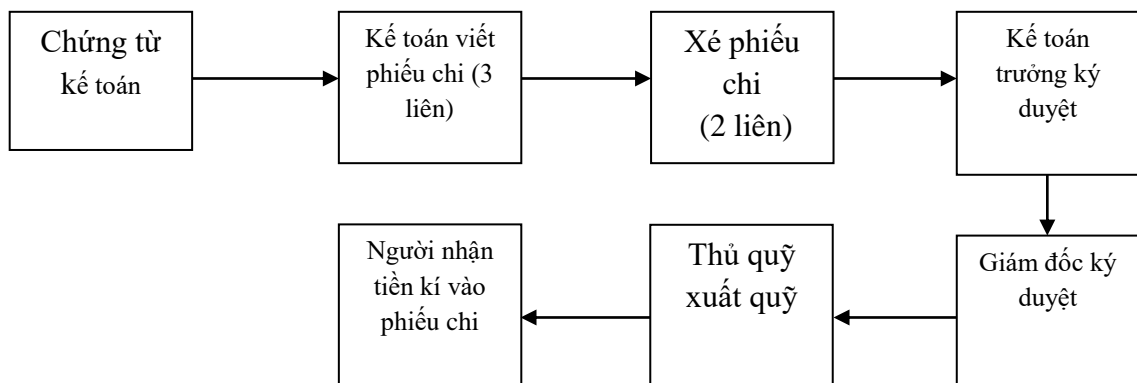 Chứng từ
kế toán
Kế toán viết
phiếu chi (3
liên)
Xé phiếu
chi
(2 liên)
Kế toán
trưởng ký
duyệt
Người nhận
tiền kí vào
phiếu chi
Thủ quỹ
xuất quỹ
Giám đốc ký
duyệt